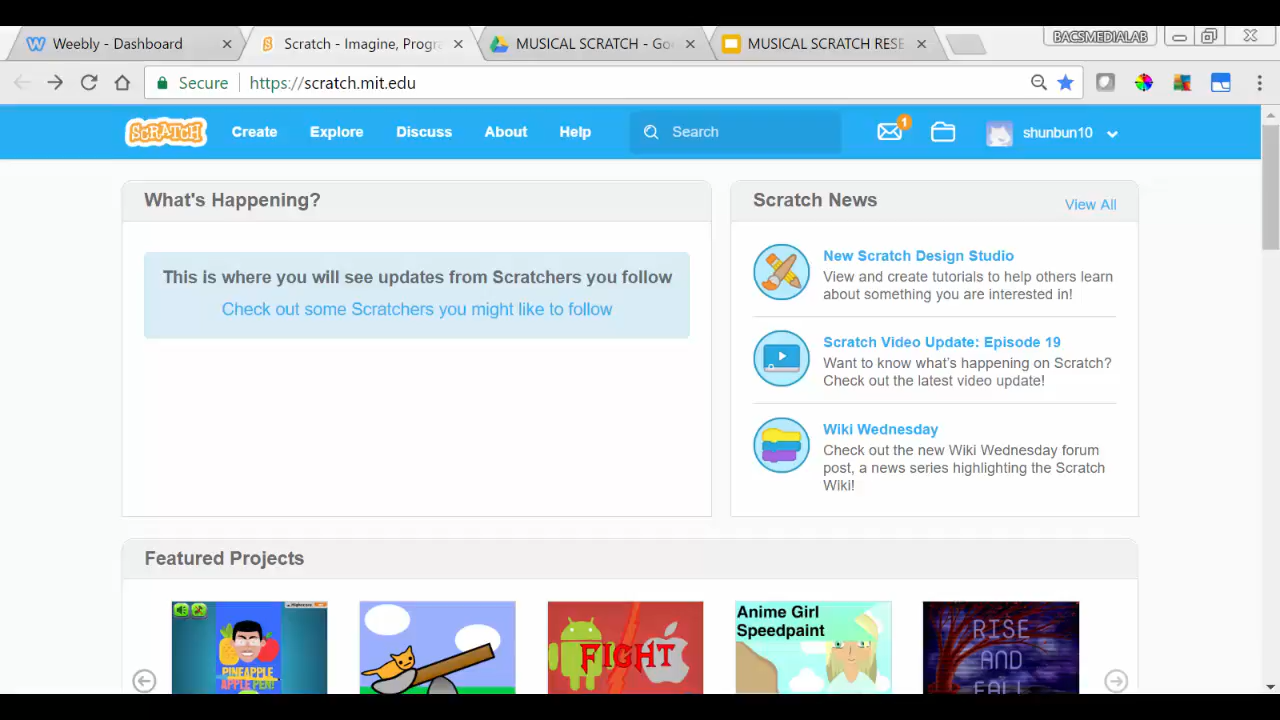 Weebly - Dashboard
Scratch - Imagine, Progra
MUSICAL SCRATCH - Goo
MUSICAL SCRATCH RESE
BACSMEDIALAB
Secure
https://scratch.mit.edu
SCRATCH
Create
Explore
Discuss
About
Help
Search
1
shunbun10
What's Happening?
This is where you will see updates from Scratchers you follow
Check out some Scratchers you might like to follow
Scratch News
View All
New Scratch Design Studio
View and create tutorials to help others learn
about something you are interested in!
Scratch Video Update: Episode 19
Want to know what's happening on Scratch?
Check out the latest video update!
Wiki Wednesday
Check out the new Wiki Wednesday forum
post, a news series highlighting the Scratch
Wiki!
Featured Projects
PINEAPPLE
APPLE PEN!
FIGHT
Anime Girl
Speedpaint
RISE
AND
FALL